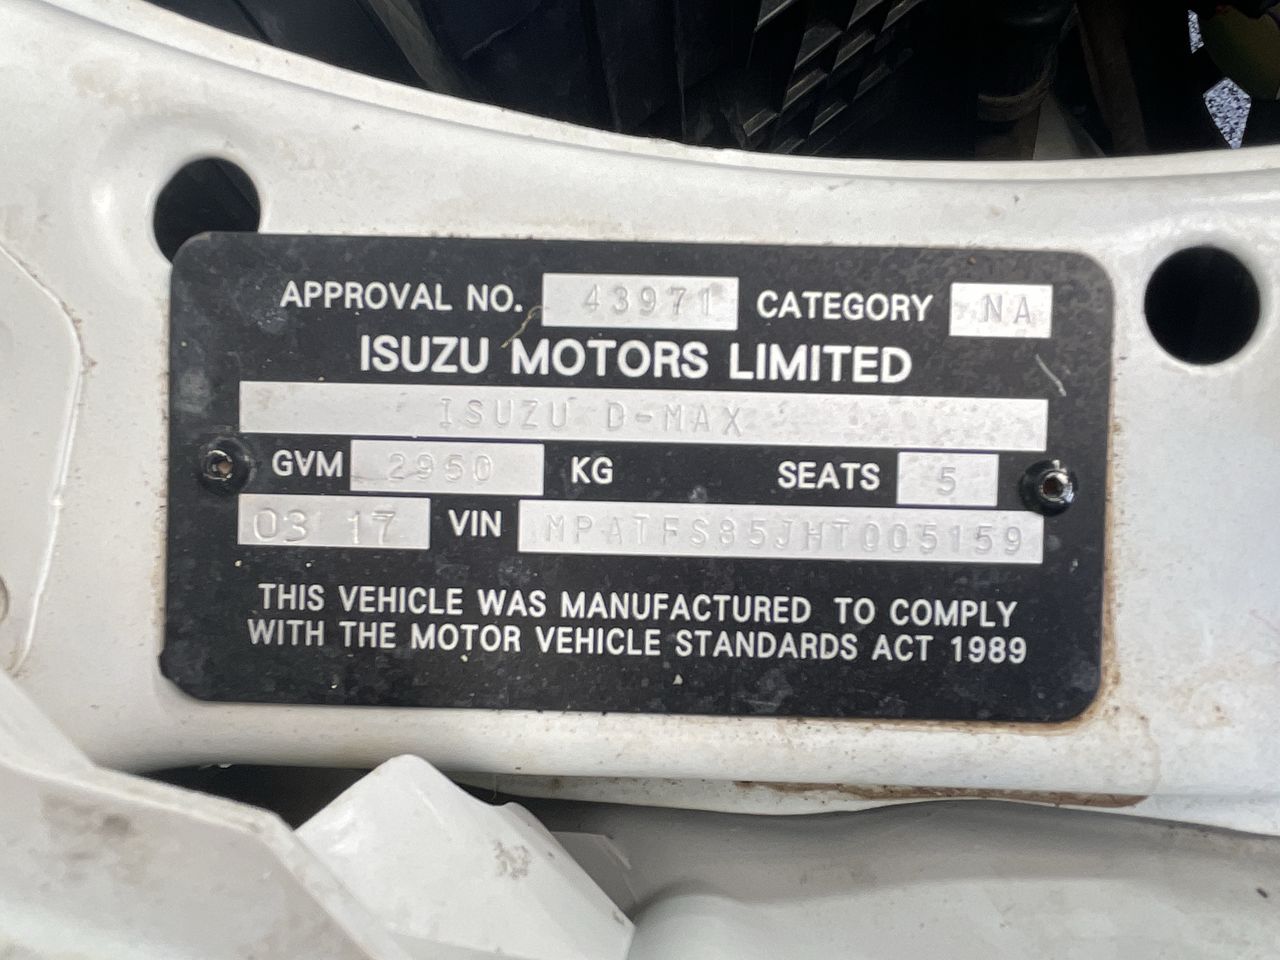 APPROVAL NO. 43971 CATEGORY NA
ISUZU MOTORS LIMITED
ISUZU D-MAX
GVM 2950 KG SEATS 5
03 17 VIN MPATFS85JHT005159
THIS VEHICLE WAS MANUFACTURED TO COMPLY
WITH THE MOTOR VEHICLE STANDARDS ACT 1989